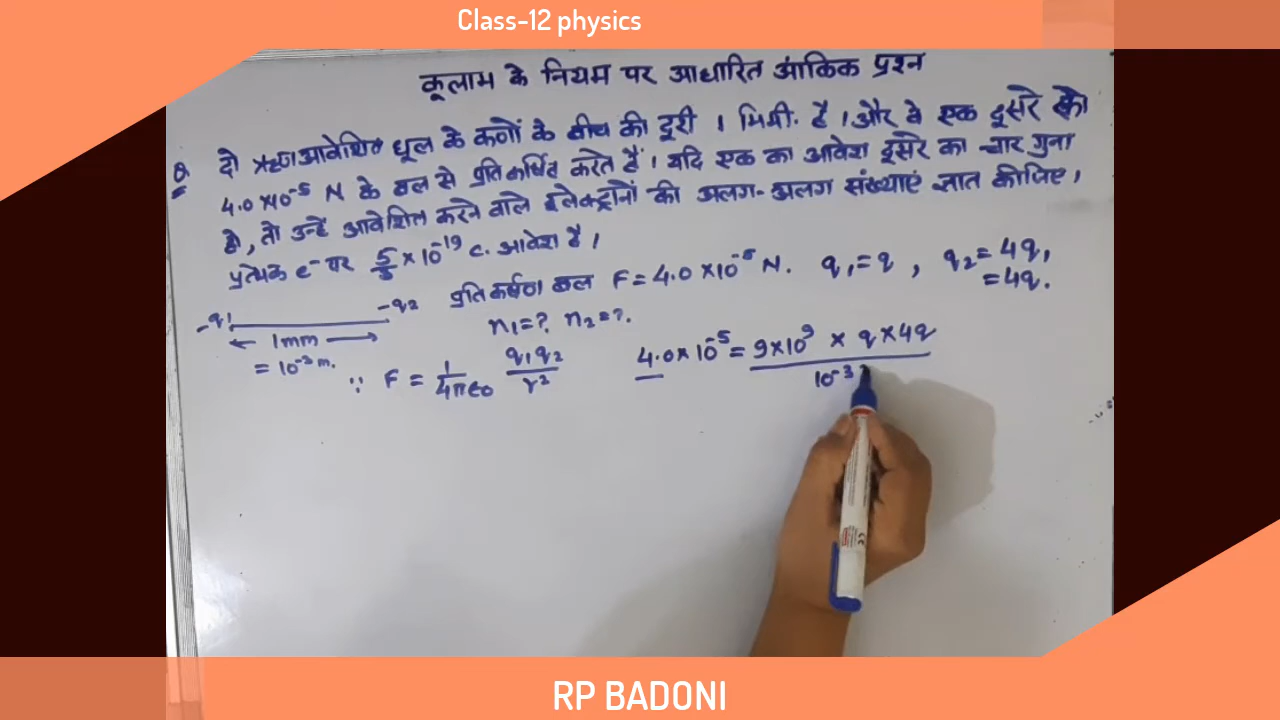 Class-12 physics
कूलाम के नियम पर आधारित आंकिक प्रश्न
Q दो ऋण आवेशित धूल के कणों के बीच की दूरी 1 मिमी. है। और वे एक दूसरे को
4.0×10⁻⁵ N के बल से प्रतिकर्षित करते हैं। यदि एक का आवेश दूसरे का चार गुना
हो, तो उन्हें आवेशित करने वाले इलेक्ट्रॉनों की अलग-अलग संख्याएं ज्ञात कीजिए,
प्रत्येक e⁻ पर 5/3 × 10⁻¹⁹ C. आवेश है।
प्रतिकर्षण बल F = 4.0×10⁻⁵ N. q₁ = q , q₂ = 4q₁
= 4q.
-q₁ -q₂
1mm
= 10⁻³ m.
n₁ = ? n₂ = ?.
∵ F = 1/4πε₀ q₁q₂/r²
4.0×10⁻⁵ = 9×10⁹ × q×4q
10⁻³
RP BADONI